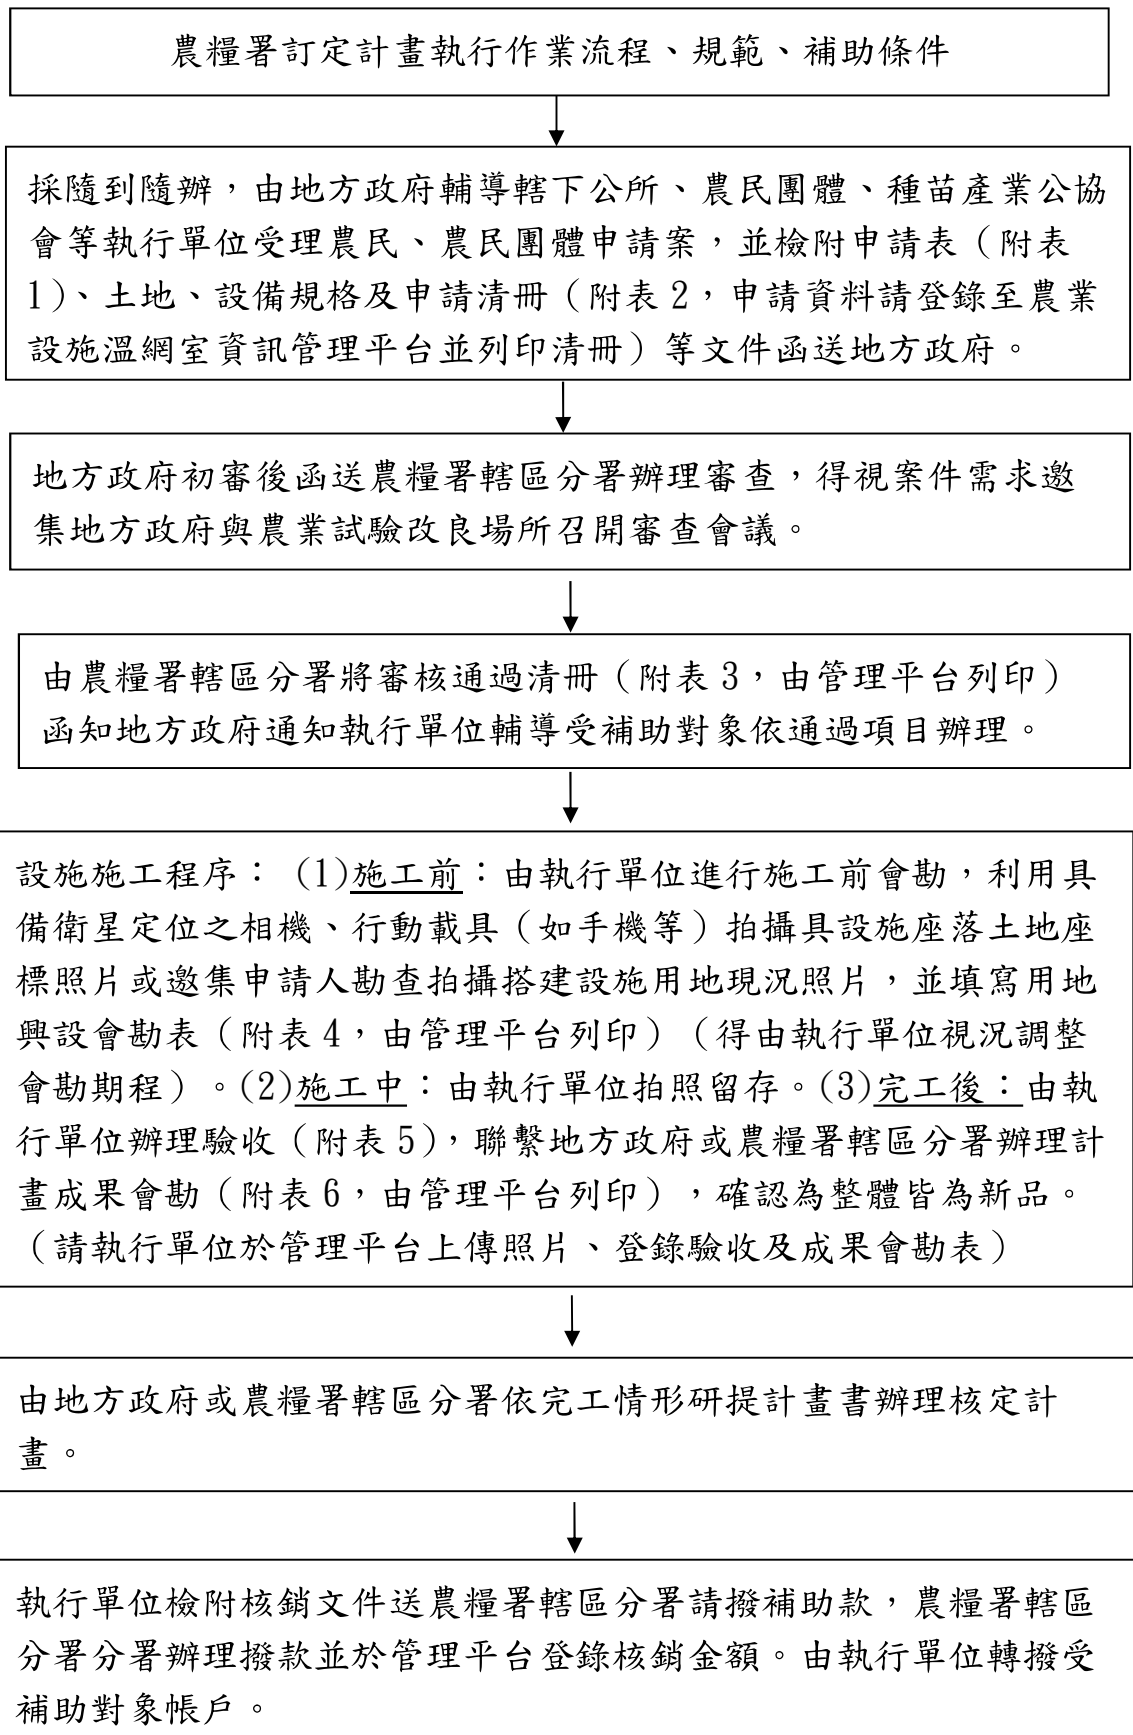 農糧署訂定計畫執行作業流程、規範、補助條件
採隨到隨辦，由地方政府輔導轄下公所、農民團體、種苗產業公協
會等執行單位受理農民、農民團體申請案，並檢附申請表（附表
1）、土地、設備規格及申請清冊（附表 2，申請資料請登錄至農業
設施溫網室資訊管理平台並列印清冊）等文件函送地方政府。
地方政府初審後函送農糧署轄區分署辦理審查，得視案件需求邀
集地方政府與農業試驗改良場所召開審查會議。
由農糧署轄區分署將審核通過清冊（附表 3，由管理平台列印）
函知地方政府通知執行單位輔導受補助對象依通過項目辦理。
設施施工程序： (1)施工前：由執行單位進行施工前會勘，利用具
備衛星定位之相機、行動載具（如手機等）拍攝具設施座落土地座
標照片或邀集申請人勘查拍攝搭建設施用地現況照片，並填寫用地
興設會勘表（附表 4，由管理平台列印）（得由執行單位視況調整
會勘期程）。(2)施工中：由執行單位拍照留存。(3)完工後：由執
行單位辦理驗收（附表 5），聯繫地方政府或農糧署轄區分署辦理計
畫成果會勘（附表 6，由管理平台列印），確認為整體皆為新品。
（請執行單位於管理平台上傳照片、登錄驗收及成果會勘表）
由地方政府或農糧署轄區分署依完工情形研提計畫書辦理核定計
畫。
執行單位檢附核銷文件送農糧署轄區分署請撥補助款，農糧署轄區
分署分署辦理撥款並於管理平台登錄核銷金額。由執行單位轉撥受
補助對象帳戶。